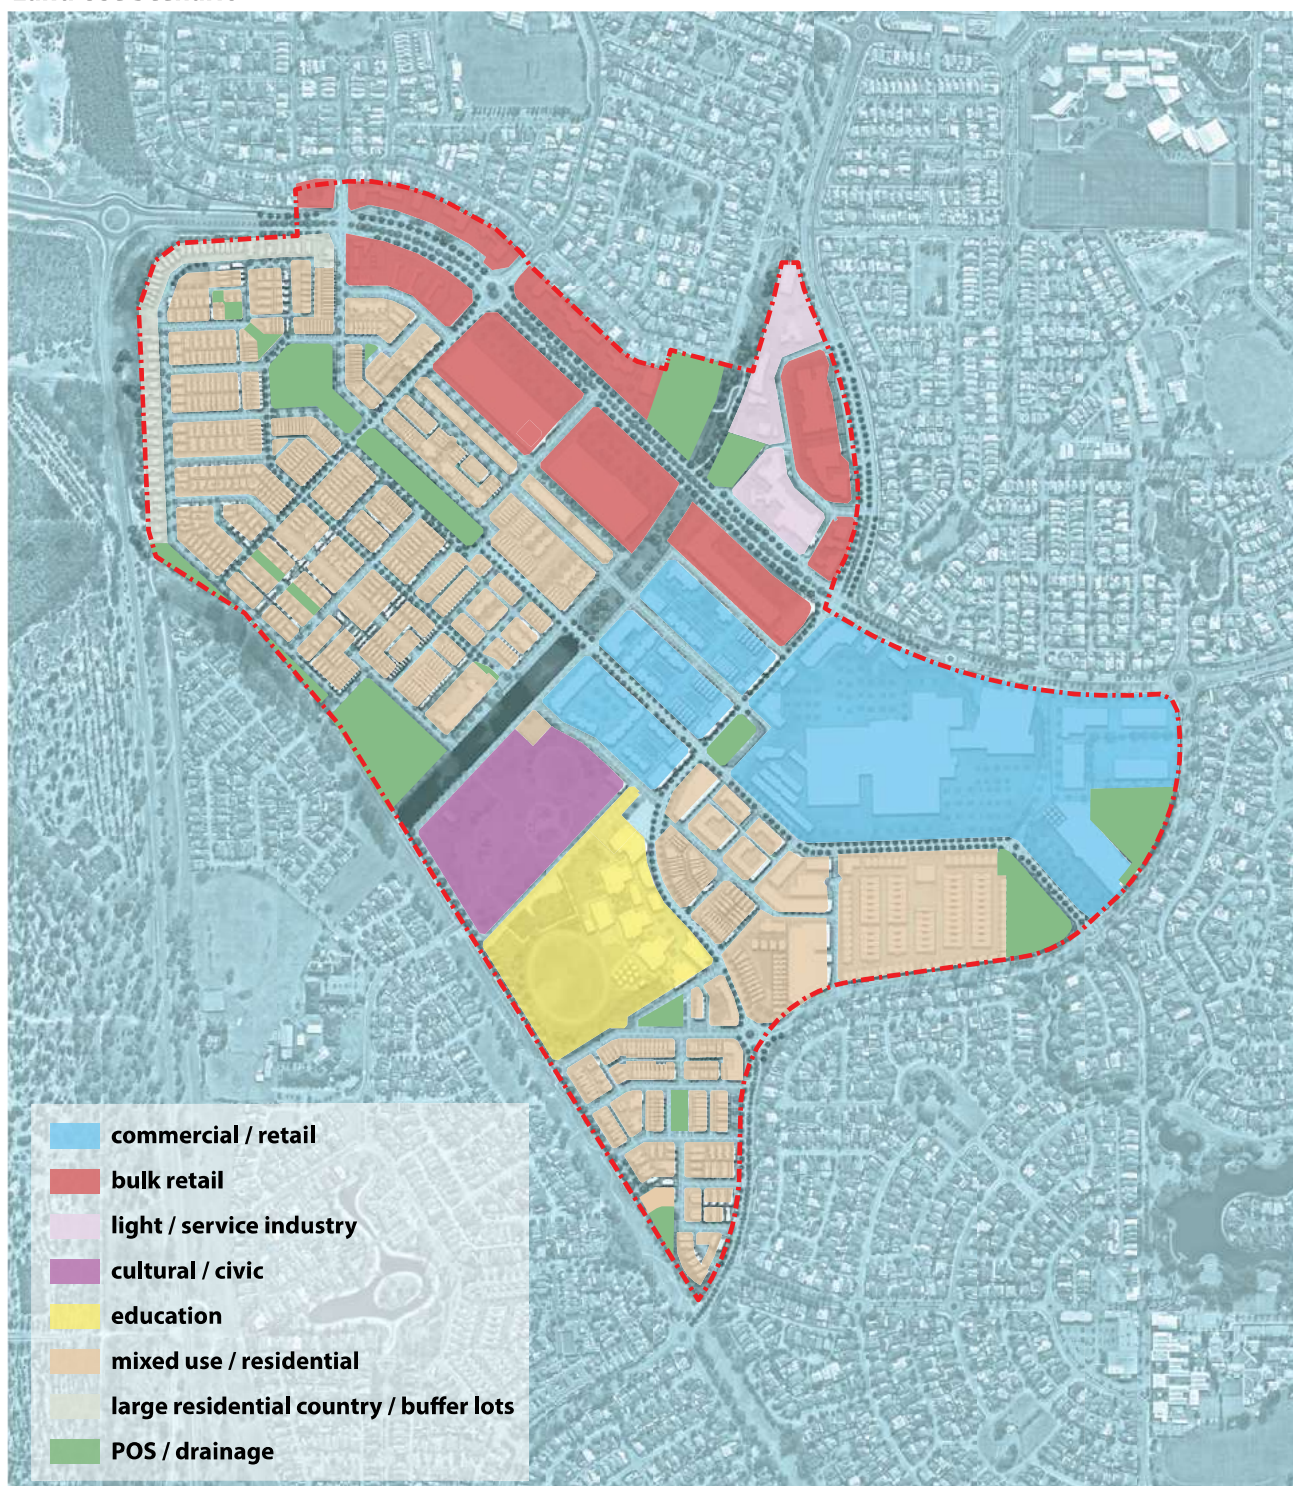 commercial / retail
bulk retail
light / service industry
cultural / civic
education
mixed use / residential
large residential country / buffer lots
POS / drainage